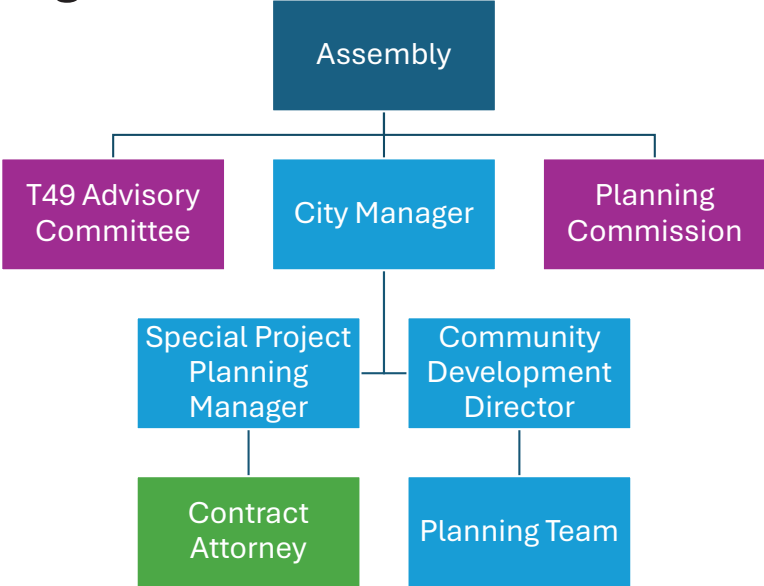 Assembly
T49 Advisory
Committee
City Manager
Planning
Commission
Special Project
Planning
Manager
Community
Development
Director
Contract
Attorney
Planning Team